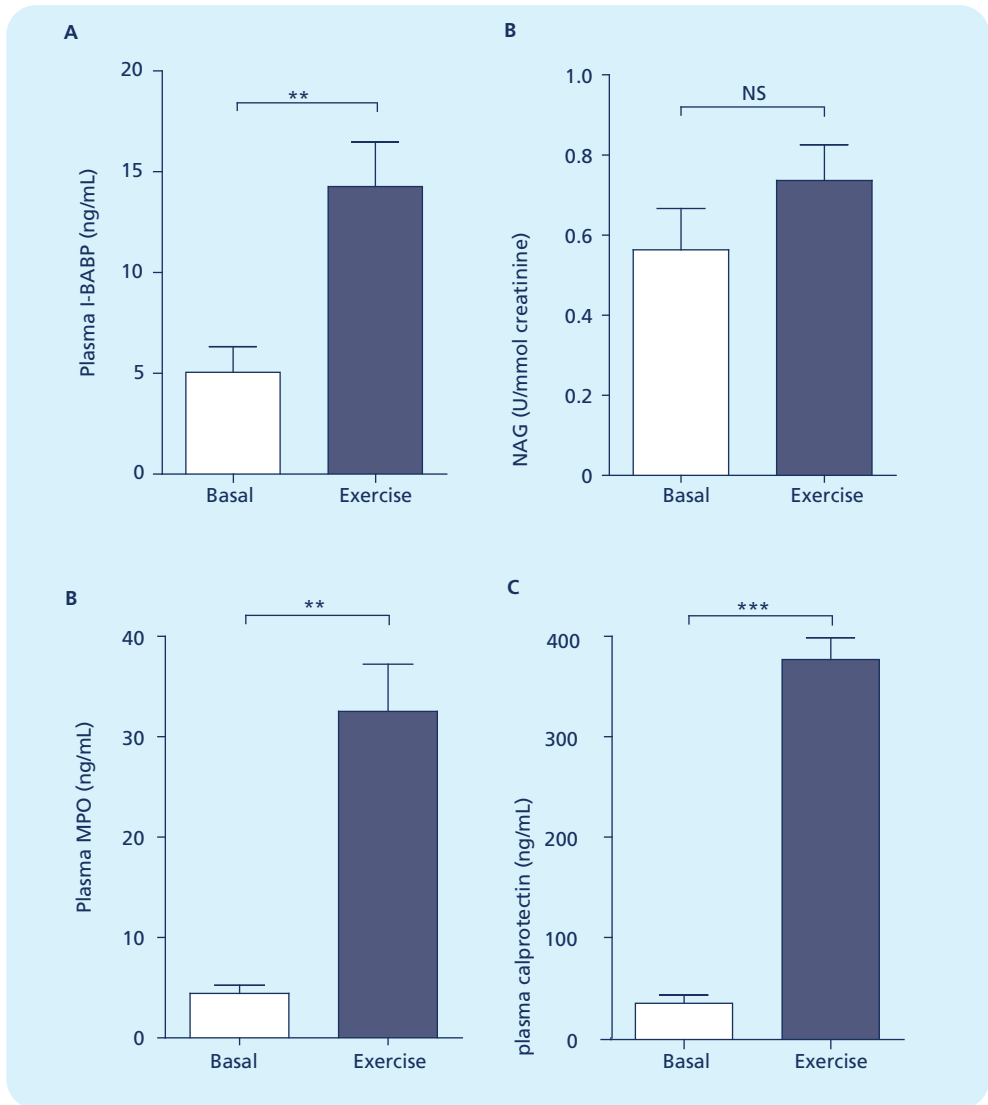 A
20
15
10
5
0
Plasma I-BABP (ng/mL)
**
Basal Exercise
B
1.0
0.8
0.6
0.4
0.2
0
NAG (U/mmol creatinine)
NS
Basal Exercise
B
40
30
20
10
0
Plasma MPO (ng/mL)
**
Basal Exercise
C
400
300
200
100
0
plasma calprotectin (ng/mL)
***
Basal Exercise